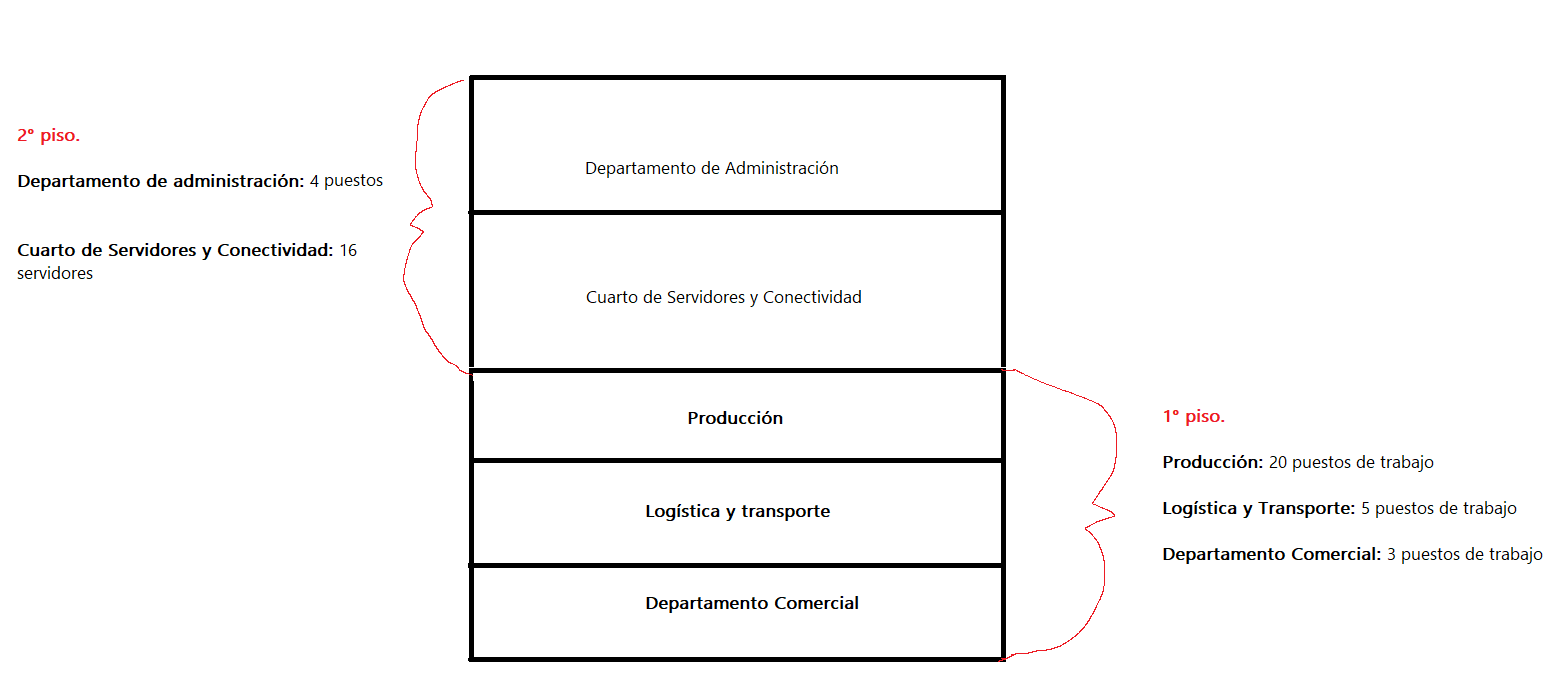 2° piso.
Departamento de administración: 4 puestos
Cuarto de Servidores y Conectividad: 16
servidores
Departamento de Administración
Cuarto de Servidores y Conectividad
Producción
Logística y transporte
Departamento Comercial
1° piso.
Producción: 20 puestos de trabajo
Logística y Transporte: 5 puestos de trabajo
Departamento Comercial: 3 puestos de trabajo